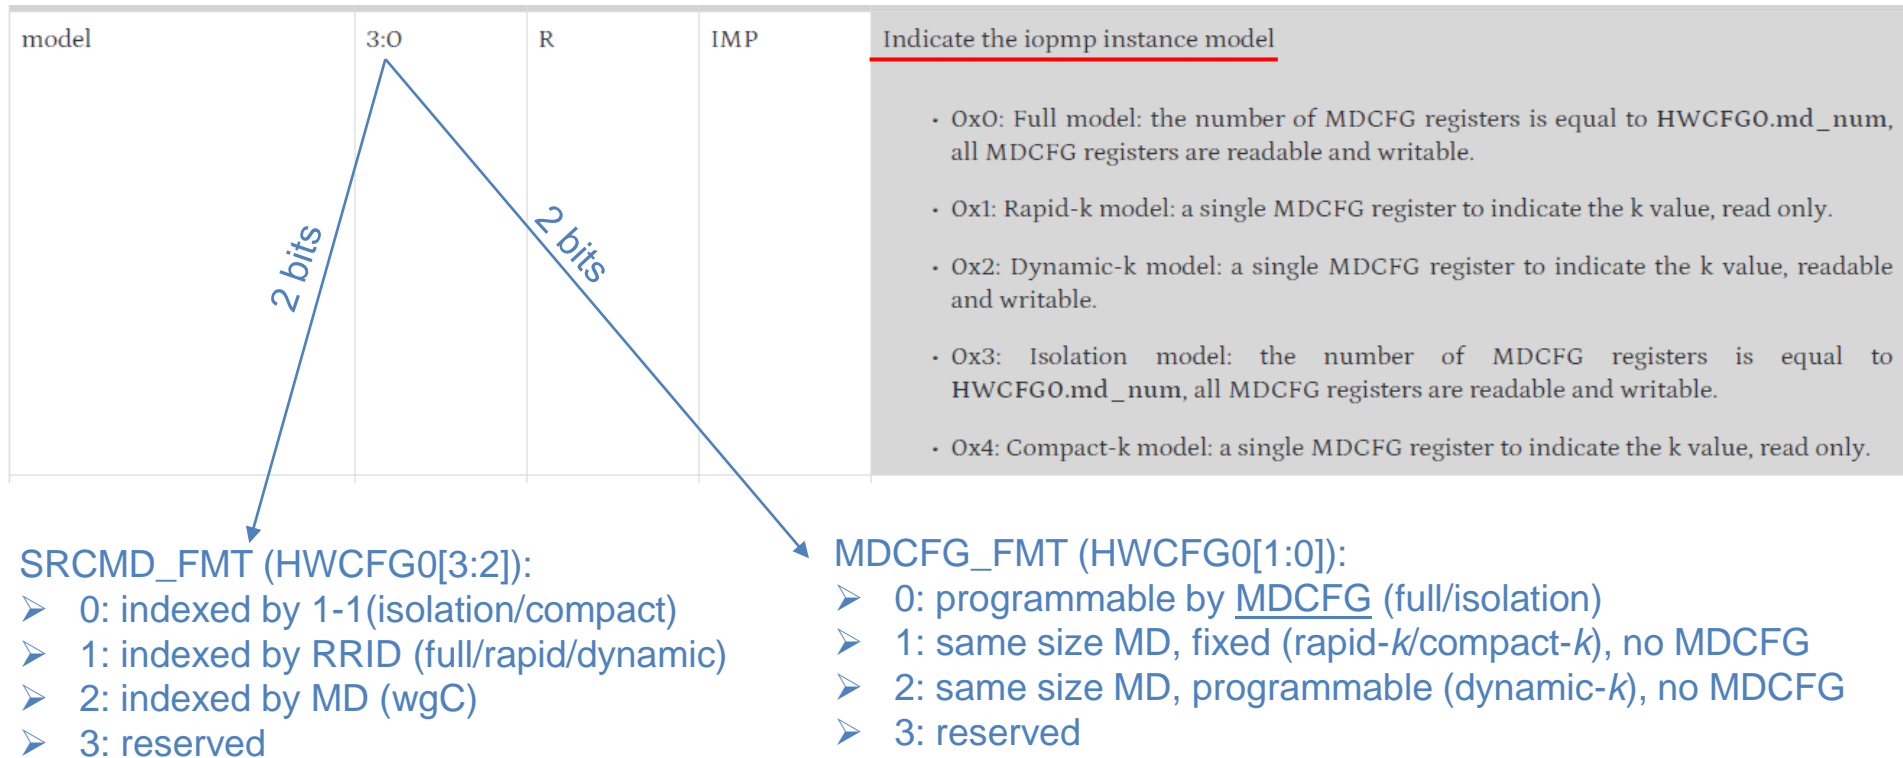 model 3:0 R IMP Indicate the iopmp instance model
• 0x0: Full model: the number of MDCFG registers is equal to HWCFG0.md_num,
all MDCFG registers are readable and writable.
• 0x1: Rapid-k model: a single MDCFG register to indicate the k value, read only.
• 0x2: Dynamic-k model: a single MDCFG register to indicate the k value, readable
and writable.
• 0x3: Isolation model: the number of MDCFG registers is equal to
HWCFG0.md_num, all MDCFG registers are readable and writable.
• 0x4: Compact-k model: a single MDCFG register to indicate the k value, read only.
2 bits
2 bits
SRCMD_FMT (HWCFG0[3:2]):
➢ 0: indexed by 1-1(isolation/compact)
➢ 1: indexed by RRID (full/rapid/dynamic)
➢ 2: indexed by MD (wgC)
➢ 3: reserved
MDCFG_FMT (HWCFG0[1:0]):
➢ 0: programmable by MDCFG (full/isolation)
➢ 1: same size MD, fixed (rapid-k/compact-k), no MDCFG
➢ 2: same size MD, programmable (dynamic-k), no MDCFG
➢ 3: reserved